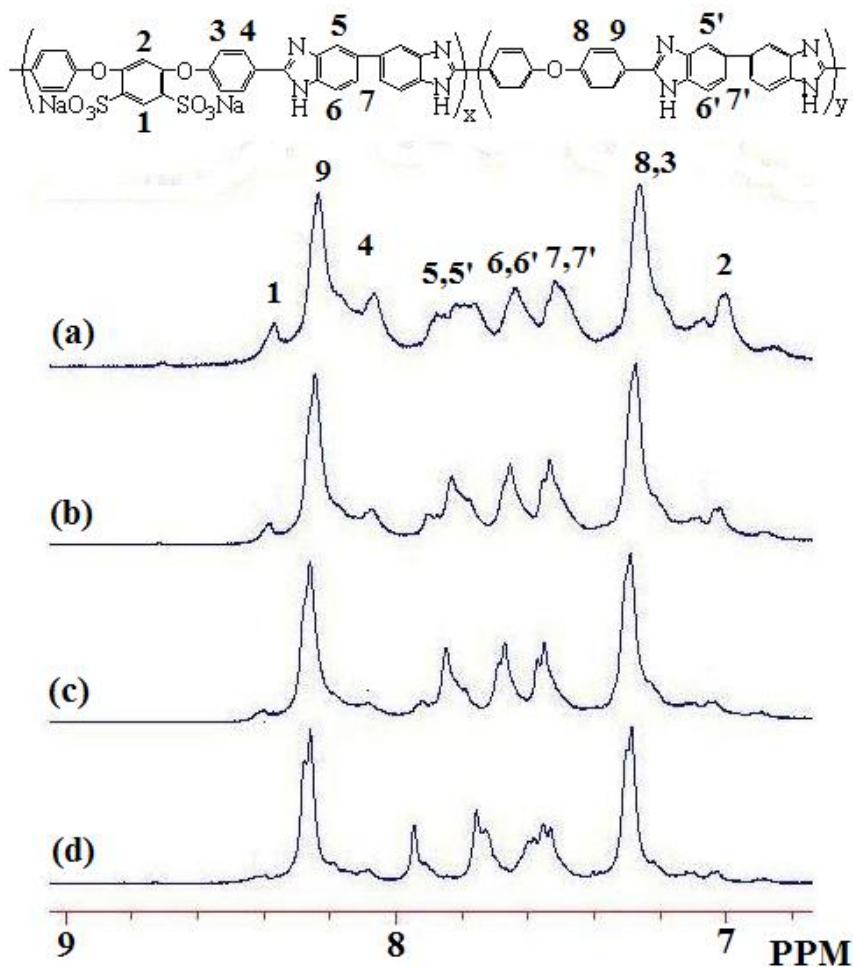 3 4 2 5 8 9 5'
O O N N O N N
NaO₃S SO₃Na N H N H x N H N H y
1 6 7 6' 7'
9 8,3
4 5,5' 6,6' 7,7' 2
1
(a)
(b)
(c)
(d)
9 8 7 PPM